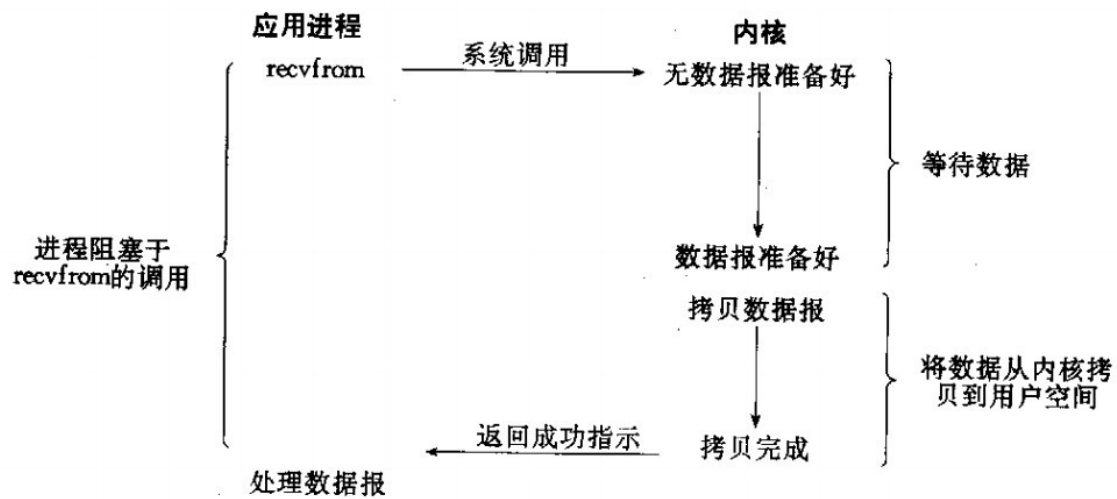 应用进程
内核
recvfrom
系统调用
无数据报准备好
等待数据
进程阻塞于
recvfrom的调用
数据报准备好
拷贝数据报
将数据从内核拷
贝到用户空间
返回成功指示
拷贝完成
处理数据报